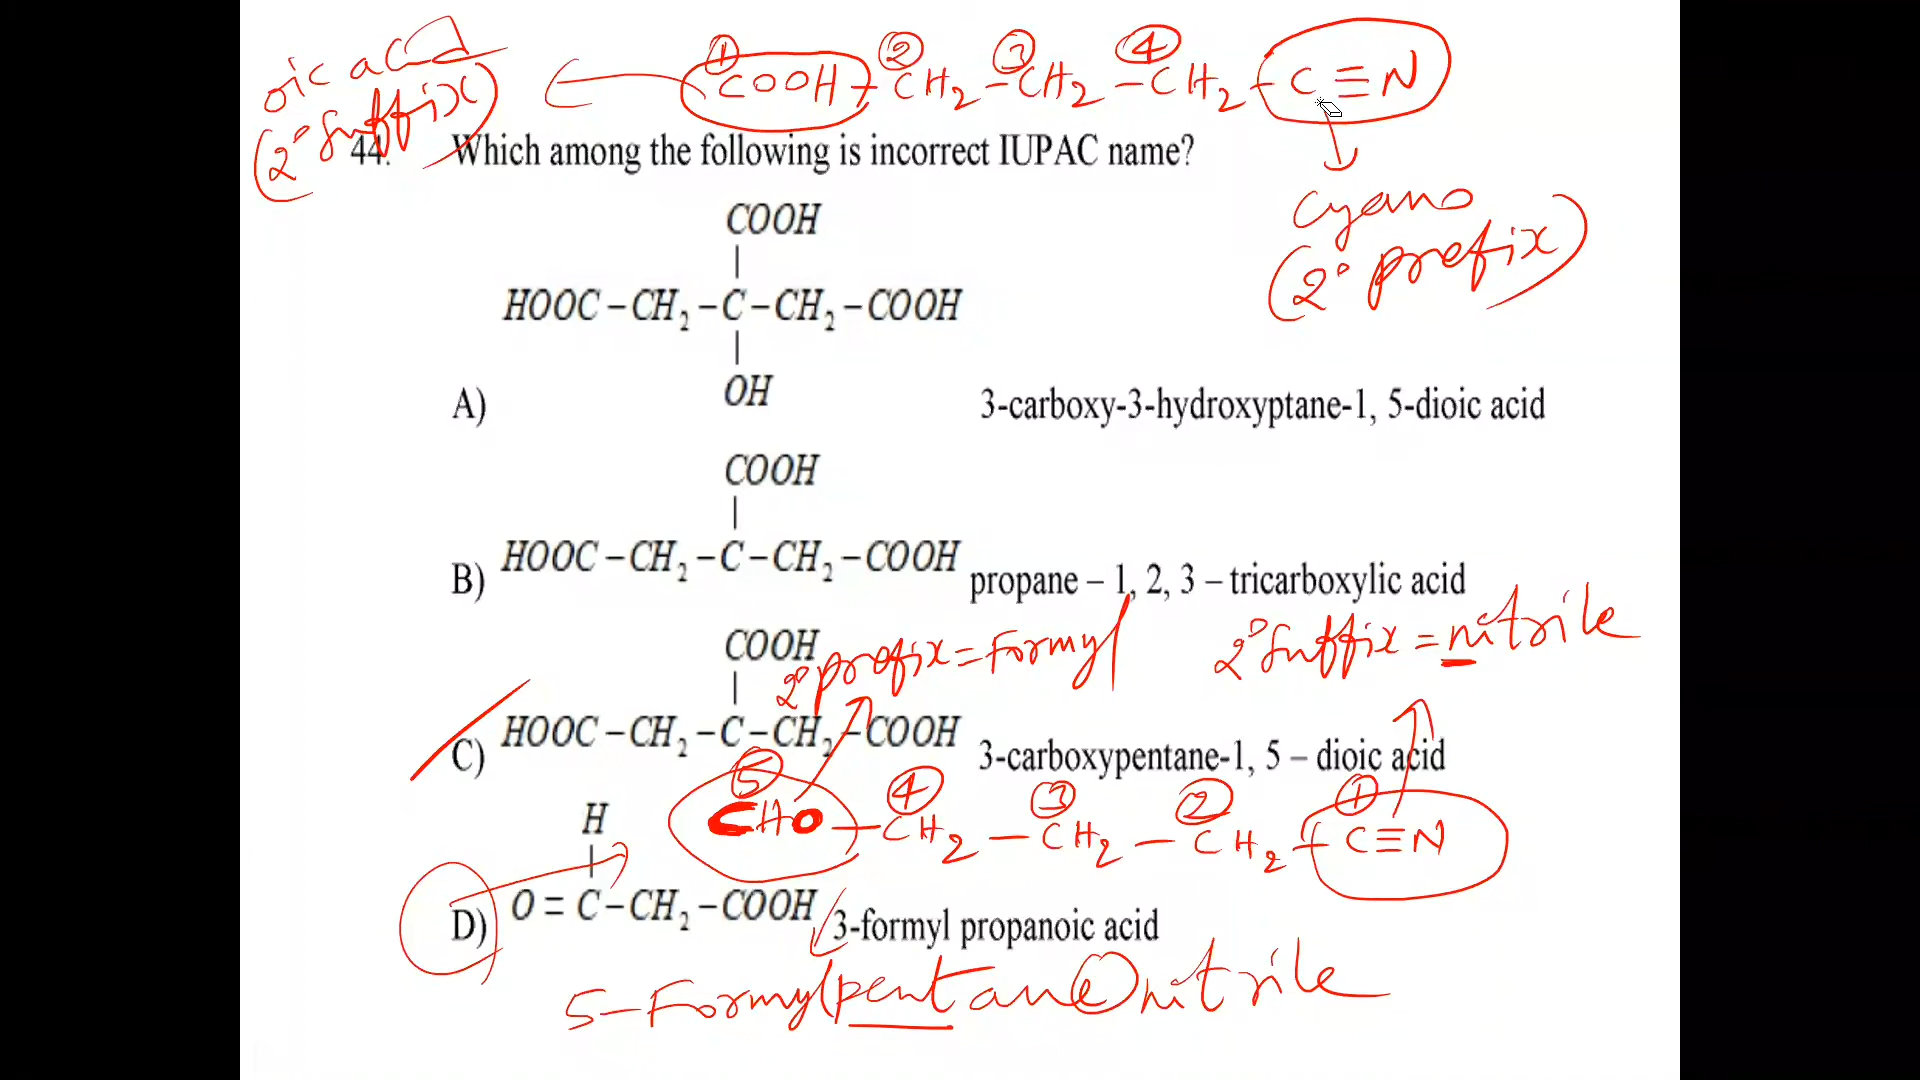 oic acid
(2° suffix)
① ② ③ ④
COOH - CH2 - CH2 - CH2 - C≡N
cyano
(2° prefix)
44. Which among the following is incorrect IUPAC name?
COOH
|
HOOC – CH2 – C – CH2 – COOH
|
OH
A) 3-carboxy-3-hydroxyptane-1, 5-dioic acid
COOH
|
HOOC – CH2 – C – CH2 – COOH
B) propane – 1, 2, 3 – tricarboxylic acid
2° prefix = Formyl 2° suffix = nitrile
COOH
|
HOOC – CH2 – C – CH2 – COOH
C) 3-carboxypentane-1, 5 – dioic acid
⑤ ④ ③ ② ①
CHO - CH2 - CH2 - CH2 - C≡N
H
|
O = C – CH2 – COOH
D) 3-formyl propanoic acid
5-Formylpentanenitrile